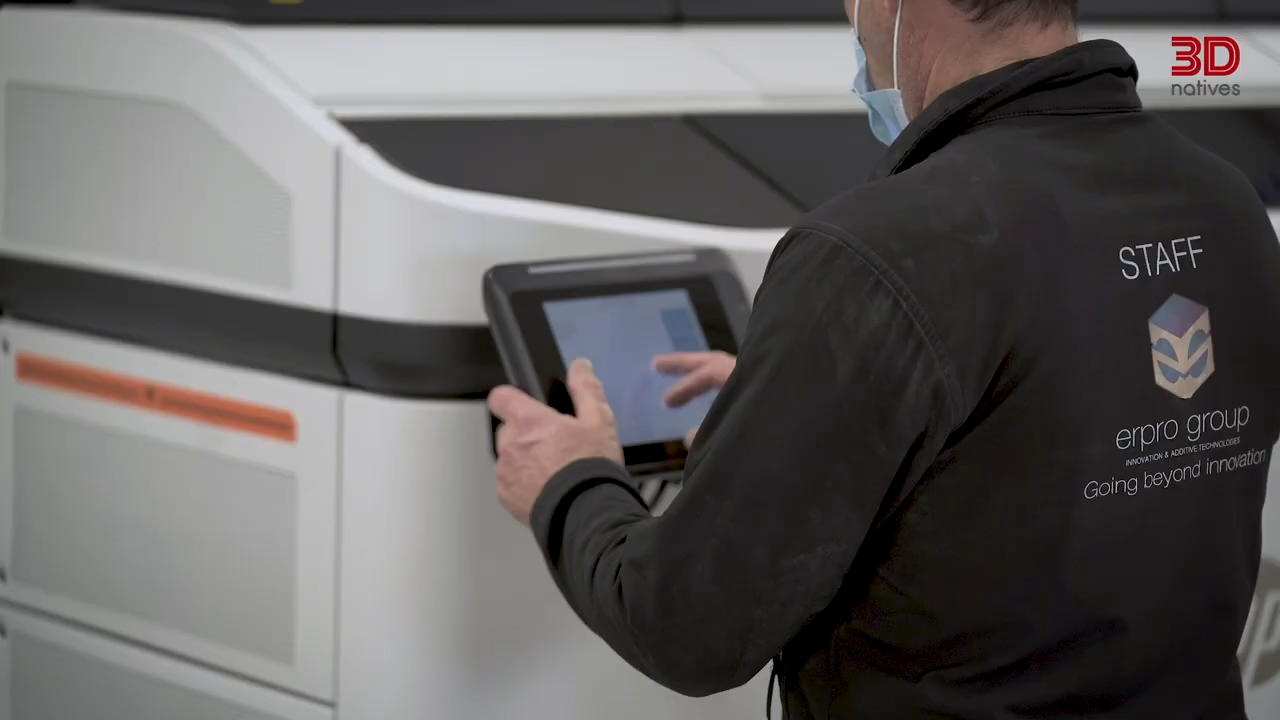 3D
natives
STAFF
erpro group
INNOVATION & ADDITIVE TECHNOLOGIES
Going beyond innovation